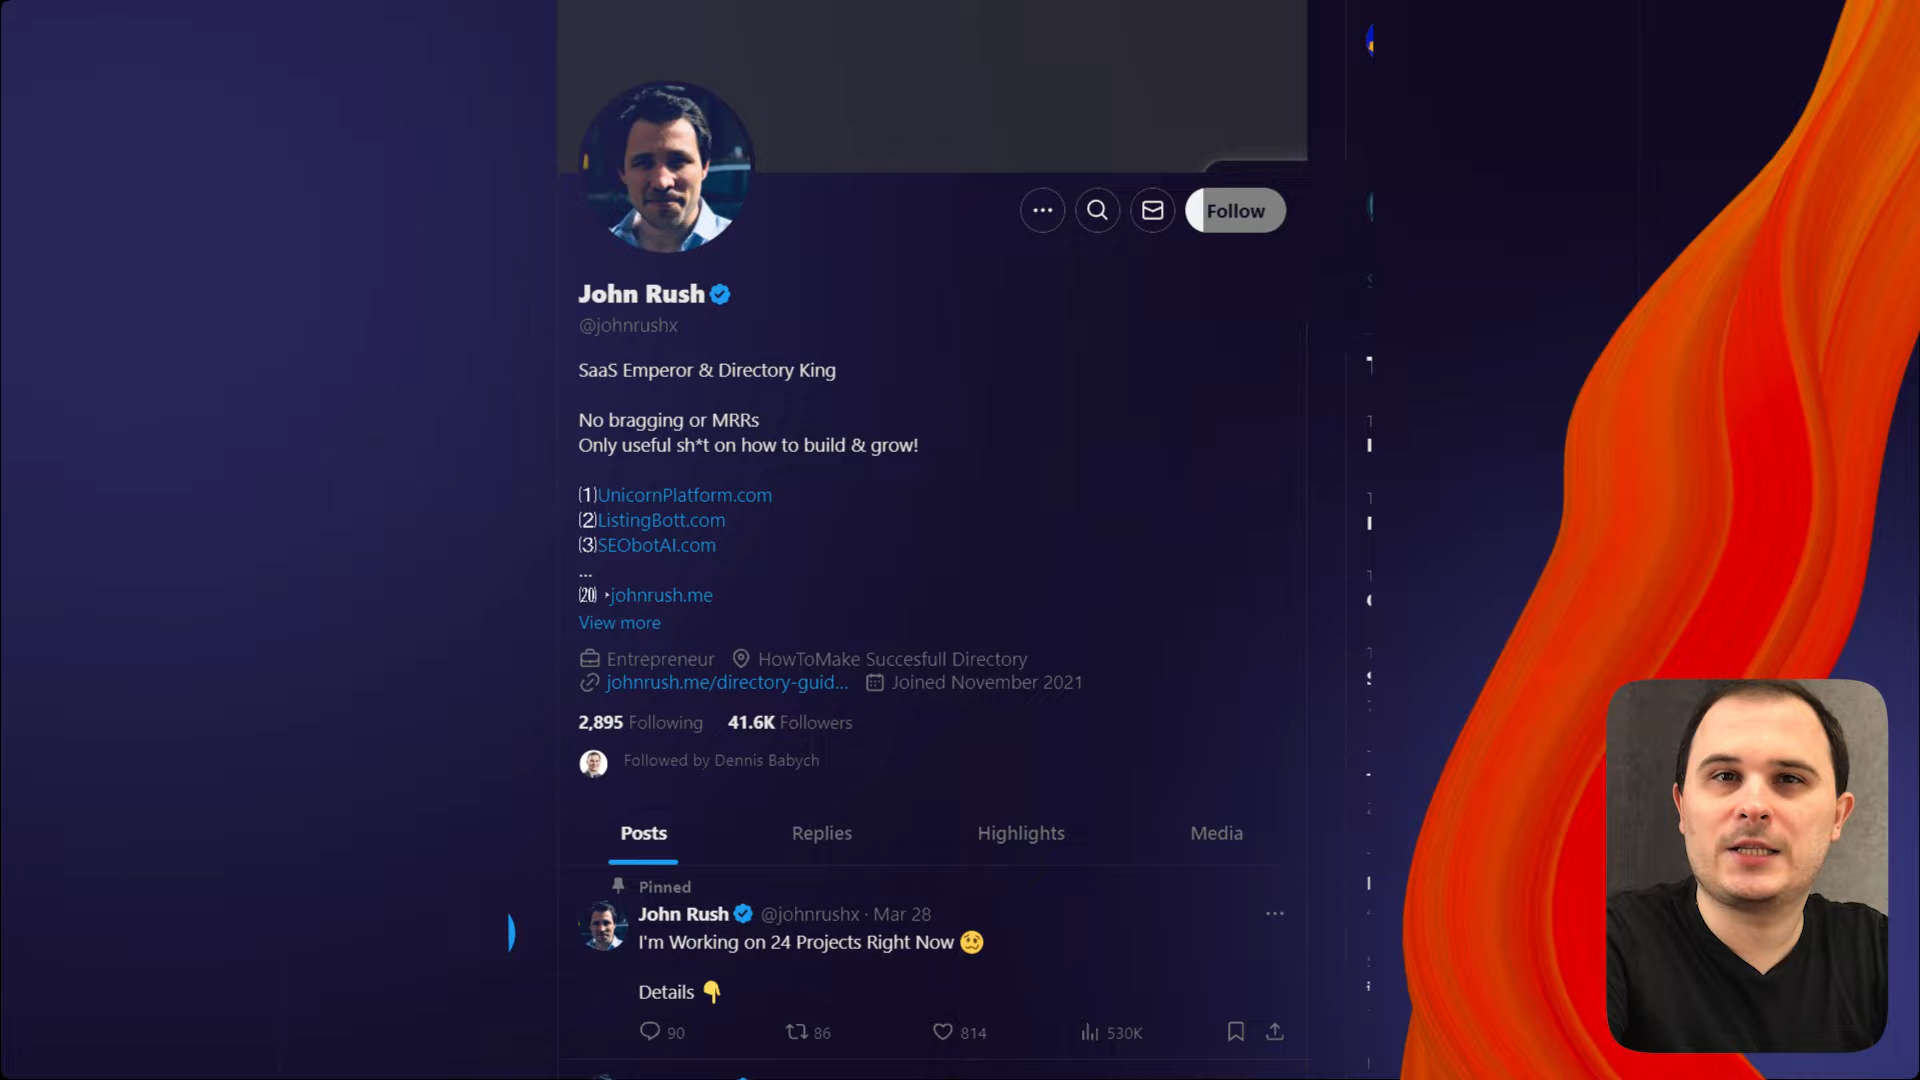 Follow
John Rush
@johnrushx
SaaS Emperor & Directory King
No bragging or MRRs
Only useful sh*t on how to build & grow!
(1)UnicornPlatform.com
(2)ListingBott.com
(3)SEObotAI.com
...
(20) ‣johnrush.me
View more
Entrepreneur HowToMake Succesfull Directory
johnrush.me/directory-guid... Joined November 2021
2,895 Following 41.6K Followers
Followed by Dennis Babych
Posts Replies Highlights Media
Pinned
John Rush @johnrushx · Mar 28
I'm Working on 24 Projects Right Now 🥴
Details 👇
90 86 814 530K